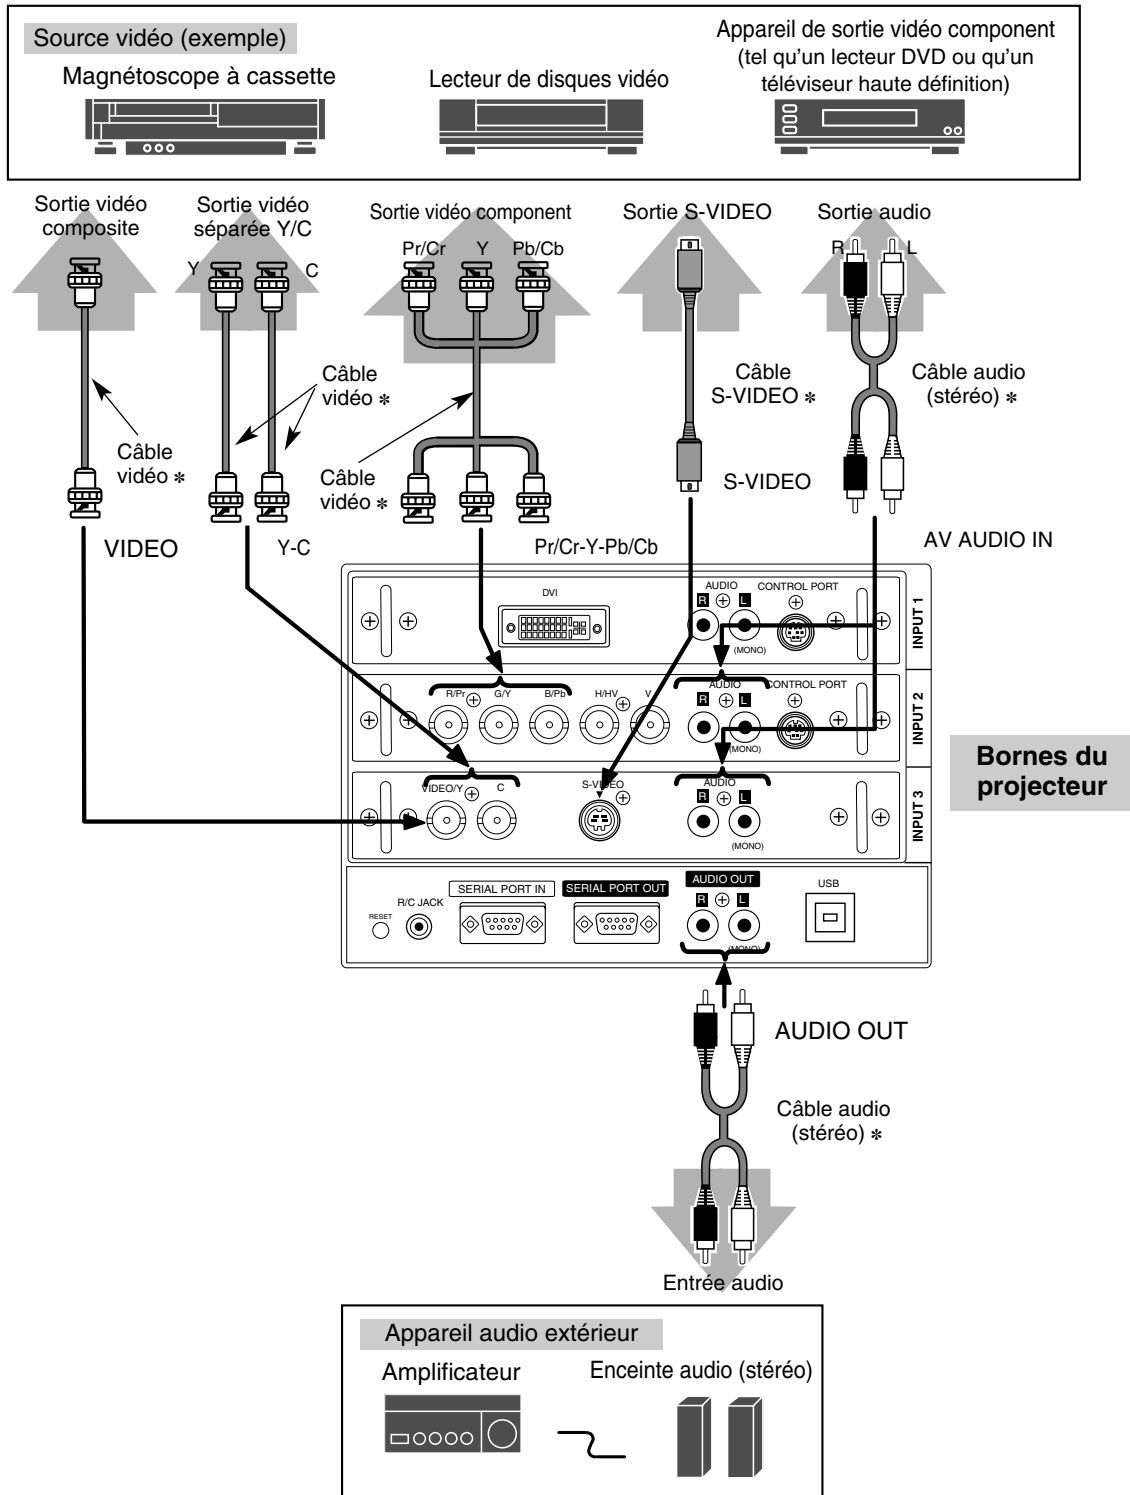 Source vidéo (exemple)
Magnétoscope à cassette
Lecteur de disques vidéo
Appareil de sortie vidéo component
(tel qu'un lecteur DVD ou qu'un
téléviseur haute définition)
Sortie vidéo
composite
Sortie vidéo
séparée Y/C
Sortie vidéo component
Sortie S-VIDEO
Sortie audio
Y
C
Pr/Cr
Y
Pb/Cb
R
L
Câble
vidéo *
Câble
vidéo *
Câble
vidéo *
Câble
S-VIDEO *
Câble audio
(stéréo) *
S-VIDEO
VIDEO
Y-C
Pr/Cr-Y-Pb/Cb
AV AUDIO IN
DVI
AUDIO
R
L
(MONO)
CONTROL PORT
INPUT 1
R/Pr
G/Y
B/Pb
H/HV
V
AUDIO
R
L
(MONO)
CONTROL PORT
INPUT 2
VIDEO/Y
C
S-VIDEO
AUDIO
R
L
(MONO)
INPUT 3
Bornes du
projecteur
RESET
R/C JACK
SERIAL PORT IN
SERIAL PORT OUT
AUDIO OUT
R
L
(MONO)
USB
AUDIO OUT
Câble audio
(stéréo) *
Entrée audio
Appareil audio extérieur
Amplificateur
Enceinte audio (stéréo)